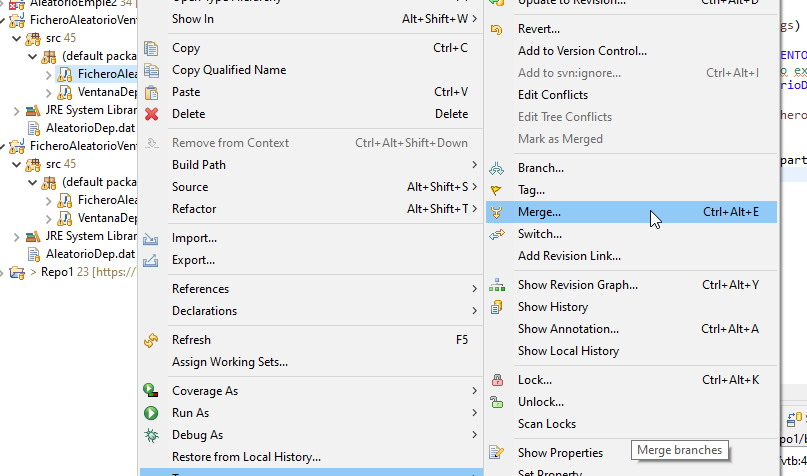 AleatorioEmple2 34
FicheroAleatorioVen
src 45
(default packa
FicheroAlea
VentanaDep
JRE System Librar
AleatorioDep.dat
FicheroAleatorioVen
src 45
(default packa
FicheroAlea
VentanaDep
JRE System Librar
AleatorioDep.dat
> Repo1 23 [https://
Open Type Hierarchy
Show In Alt+Shift+W >
Copy Ctrl+C
Copy Qualified Name
Paste Ctrl+V
Delete Delete
Remove from Context Ctrl+Alt+Shift+Down
Build Path >
Source Alt+Shift+S >
Refactor Alt+Shift+T >
Import...
Export...
References >
Declarations >
Refresh F5
Assign Working Sets...
Coverage As >
Run As >
Debug As >
Restore from Local History...
Update to Revision... Ctrl+Alt+D
Revert...
Add to Version Control...
Add to svn:ignore... Ctrl+Alt+I
Edit Conflicts
Edit Tree Conflicts
Mark as Merged
Branch...
Tag...
Merge... Ctrl+Alt+E
Switch...
Add Revision Link...
Show Revision Graph... Ctrl+Alt+Y
Show History
Show Annotation... Ctrl+Alt+A
Show Local History
Lock... Ctrl+Alt+K
Unlock...
Scan Locks
Show Properties
Set Property
Merge branches
gs)
ENTO
o ex
rioD
hero
part
po1/b
vtb:4